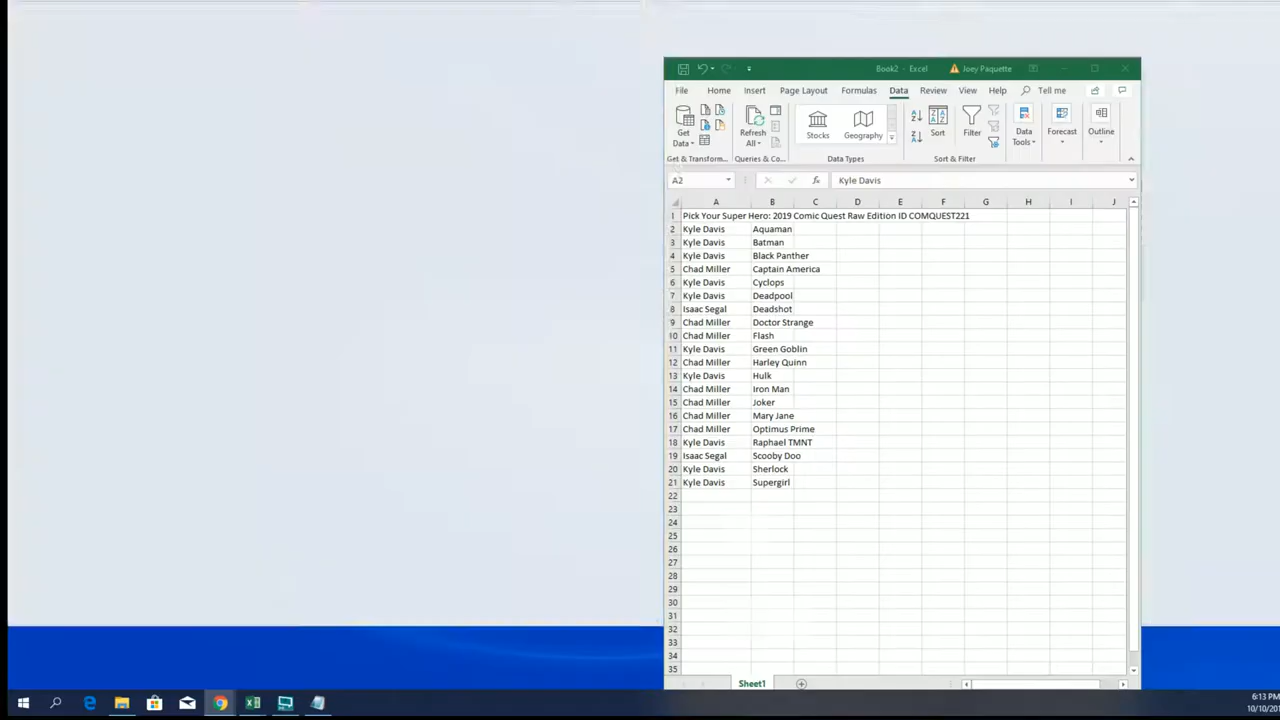 Book2 - Excel
Joey Paquette
File Home Insert Page Layout Formulas Data Review View Help Tell me
Get Data
Refresh All
Stocks
Geography
Sort
Filter
Data Tools
Forecast
Outline
Get & Transform...
Queries & Co...
Data Types
Sort & Filter
A2
fx
Kyle Davis
A B C D E F G H I J
1 Pick Your Super Hero: 2019 Comic Quest Raw Edition ID COMQUEST221
2 Kyle Davis Aquaman
3 Kyle Davis Batman
4 Kyle Davis Black Panther
5 Chad Miller Captain America
6 Kyle Davis Cyclops
7 Kyle Davis Deadpool
8 Isaac Segal Deadshot
9 Chad Miller Doctor Strange
10 Chad Miller Flash
11 Kyle Davis Green Goblin
12 Chad Miller Harley Quinn
13 Kyle Davis Hulk
14 Chad Miller Iron Man
15 Chad Miller Joker
16 Chad Miller Mary Jane
17 Chad Miller Optimus Prime
18 Kyle Davis Raphael TMNT
19 Isaac Segal Scooby Doo
20 Kyle Davis Sherlock
21 Kyle Davis Supergirl
22
23
24
25
26
27
28
29
30
31
32
33
34
35
Sheet1
6:13 PM
10/10/20